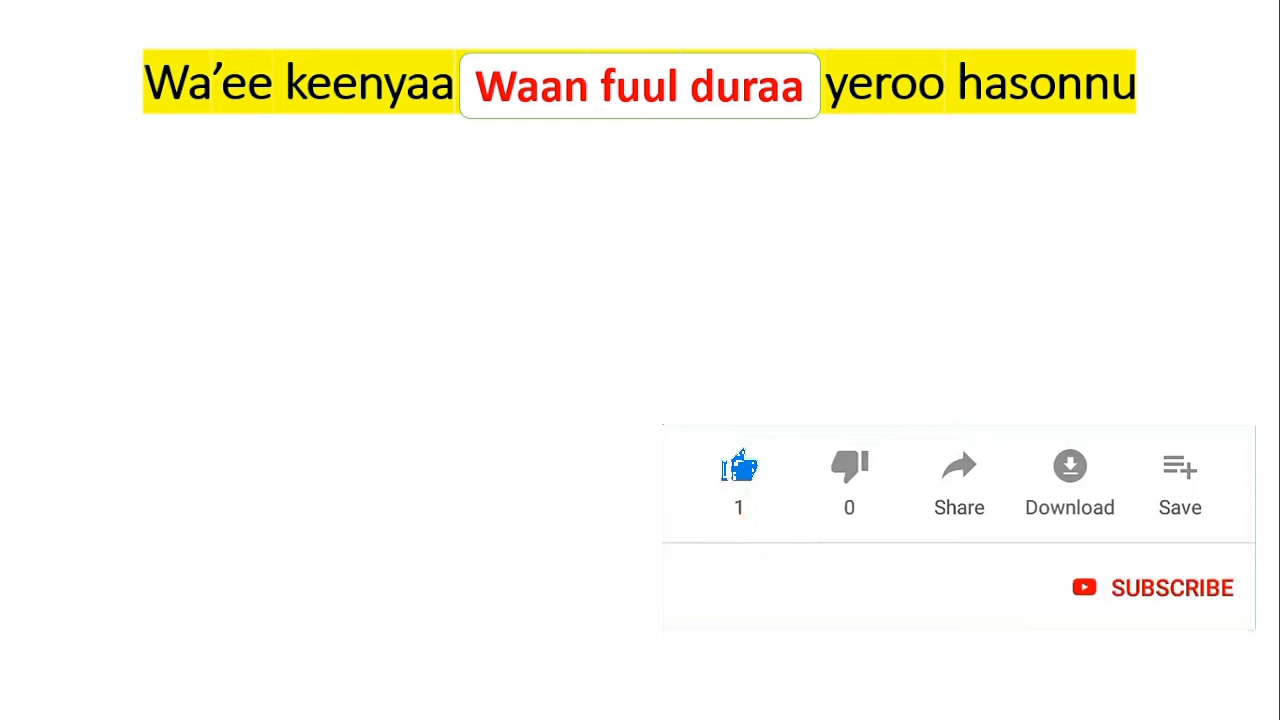 Wa’ee keenyaa Waan fuul duraa yeroo hasonnu
1 0 Share Download Save
SUBSCRIBE